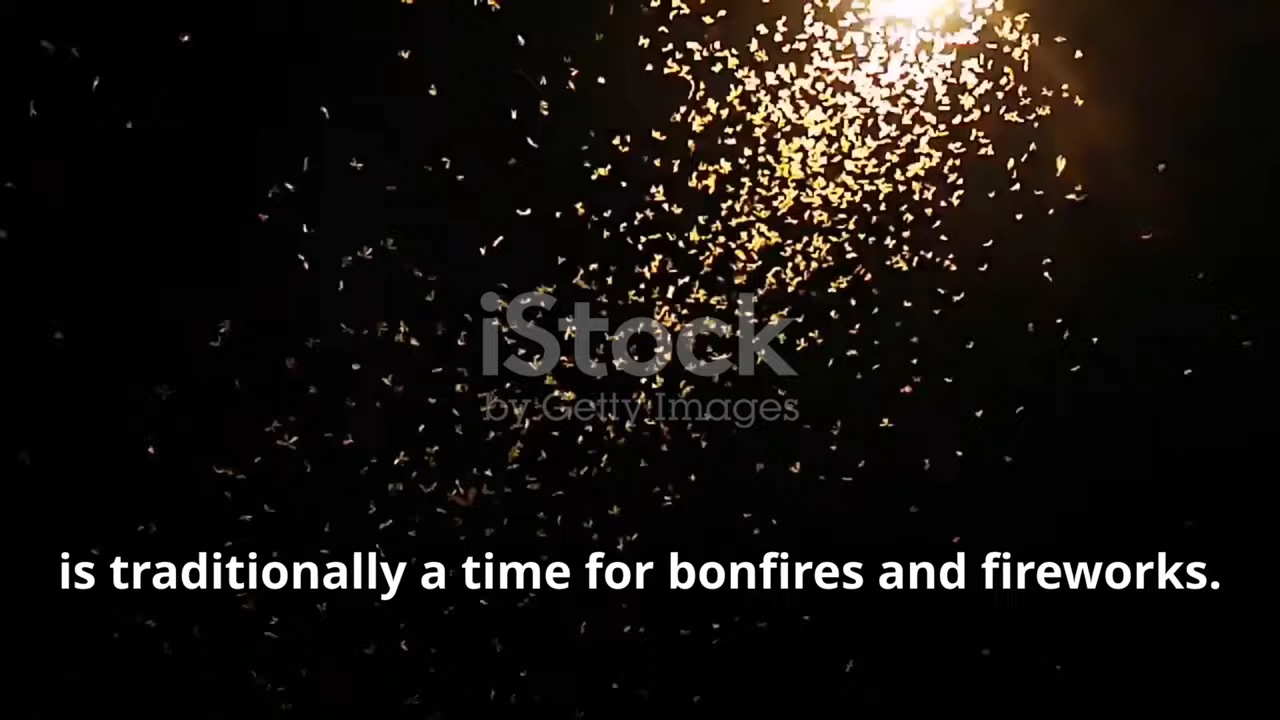 iStock
by Getty Images
is traditionally a time for bonfires and fireworks.